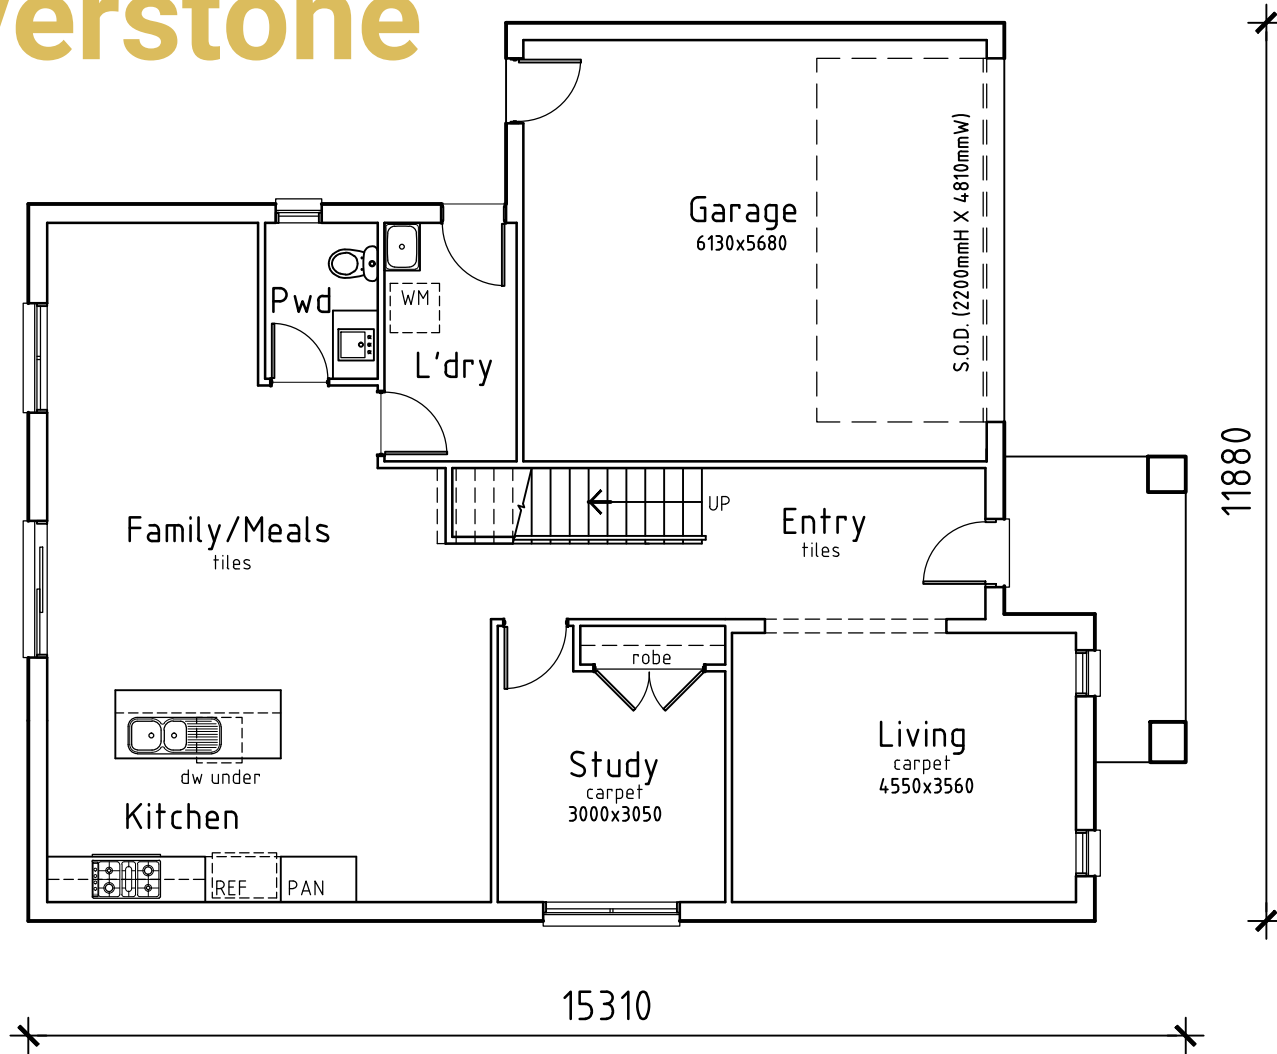 verstone
Garage
6130x5680
S.O.D. (2200mmH X 4810mmW)
Pwd
WM
L'dry
11880
UP
Entry
tiles
Family/Meals
tiles
robe
Living
carpet
4550x3560
Study
carpet
3000x3050
dw under
Kitchen
REF
PAN
15310